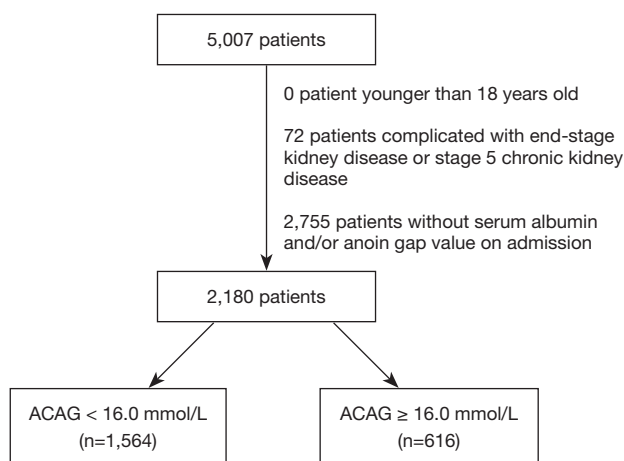 5,007 patients
0 patient younger than 18 years old
72 patients complicated with end-stage
kidney disease or stage 5 chronic kidney
disease
2,755 patients without serum albumin
and/or anoin gap value on admission
2,180 patients
ACAG < 16.0 mmol/L
(n=1,564)
ACAG ≥ 16.0 mmol/L
(n=616)